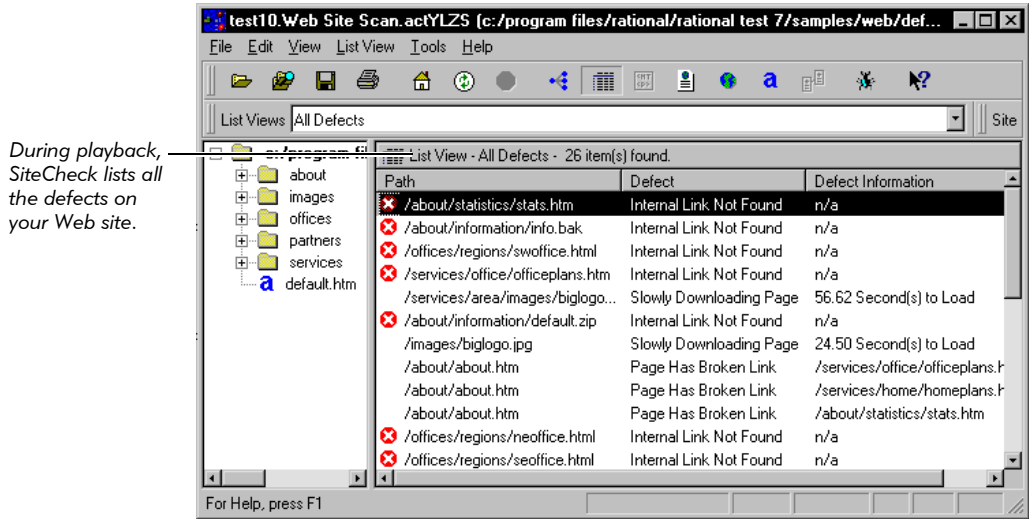 test10.Web Site Scan.actYLZS (c:/program files/rational/rational test 7/samples/web/def...
File Edit View List View Tools Help
a
List Views All Defects Site
During playback,
SiteCheck lists all
the defects on
your Web site.
c:/program fil
about
images
offices
partners
services
a default.htm
List View - All Defects - 26 item(s) found.
Path Defect Defect Information
/about/statistics/stats.htm Internal Link Not Found n/a
/about/information/info.bak Internal Link Not Found n/a
/offices/regions/swoffice.html Internal Link Not Found n/a
/services/office/officeplans.htm Internal Link Not Found n/a
/services/area/images/biglogo... Slowly Downloading Page 56.62 Second(s) to Load
/about/information/default.zip Internal Link Not Found n/a
/images/biglogo.jpg Slowly Downloading Page 24.50 Second(s) to Load
/about/about.htm Page Has Broken Link /services/office/officeplans.h
/about/about.htm Page Has Broken Link /services/home/homeplans.h
/about/about.htm Page Has Broken Link /about/statistics/stats.htm
/offices/regions/neoffice.html Internal Link Not Found n/a
/offices/regions/seoffice.html Internal Link Not Found n/a
For Help, press F1